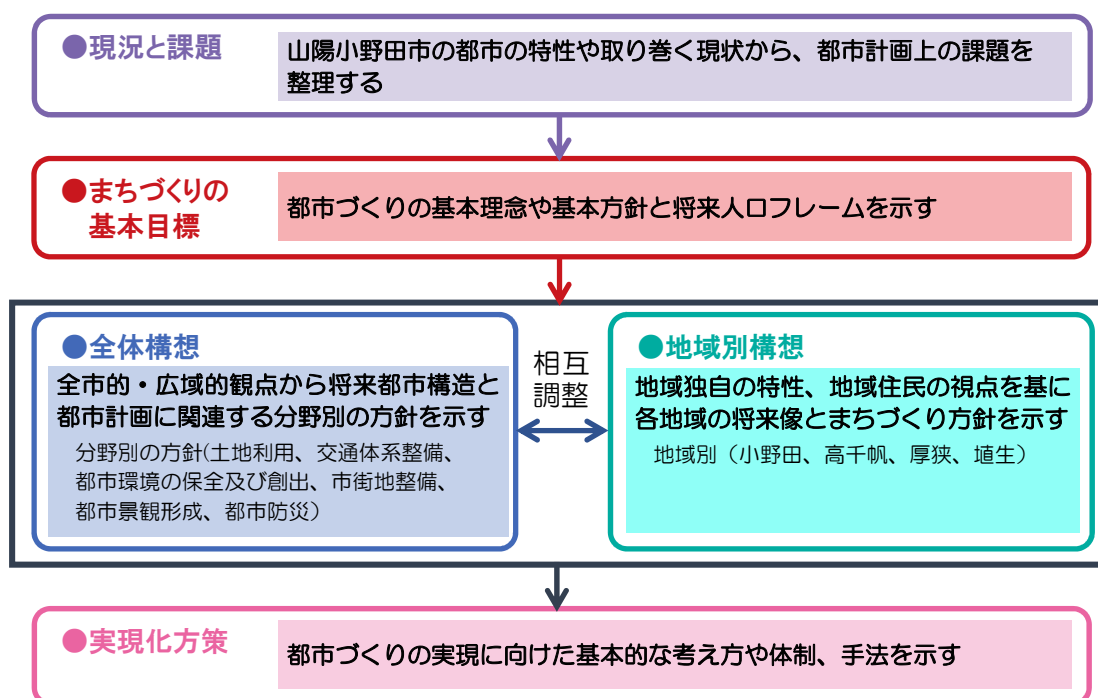 ●現況と課題
山陽小野田市の都市の特性や取り巻く現状から、都市計画上の課題を
整理する
●まちづくりの
基本目標
都市づくりの基本理念や基本方針と将来人口フレームを示す
●全体構想
全市的・広域的観点から将来都市構造と
都市計画に関連する分野別の方針を示す
分野別の方針(土地利用、交通体系整備、
都市環境の保全及び創出、市街地整備、
都市景観形成、都市防災）
相互
調整
●地域別構想
地域独自の特性、地域住民の視点を基に
各地域の将来像とまちづくり方針を示す
地域別（小野田、高千帆、厚狭、埴生）
●実現化方策
都市づくりの実現に向けた基本的な考え方や体制、手法を示す